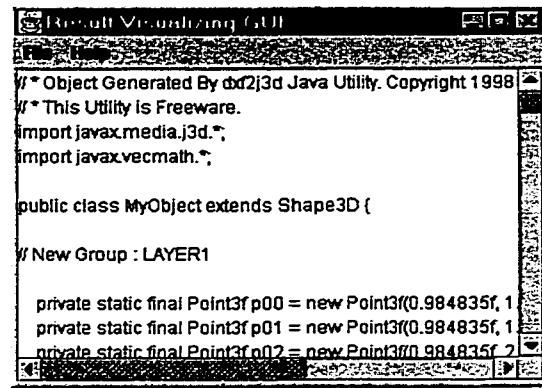 Result Visualizing GUI
File Help
// * Object Generated By dxf2j3d Java Utility. Copyright 1998
// * This Utility is Freeware.
import javax.media.j3d.*;
import javax.vecmath.*;
public class MyObject extends Shape3D {
// New Group : LAYER1
private static final Point3f p00 = new Point3f(0.984835f, 1.
private static final Point3f p01 = new Point3f(0.984835f, 1.
private static final Point3f p02 = new Point3f(0.984835f, 2.